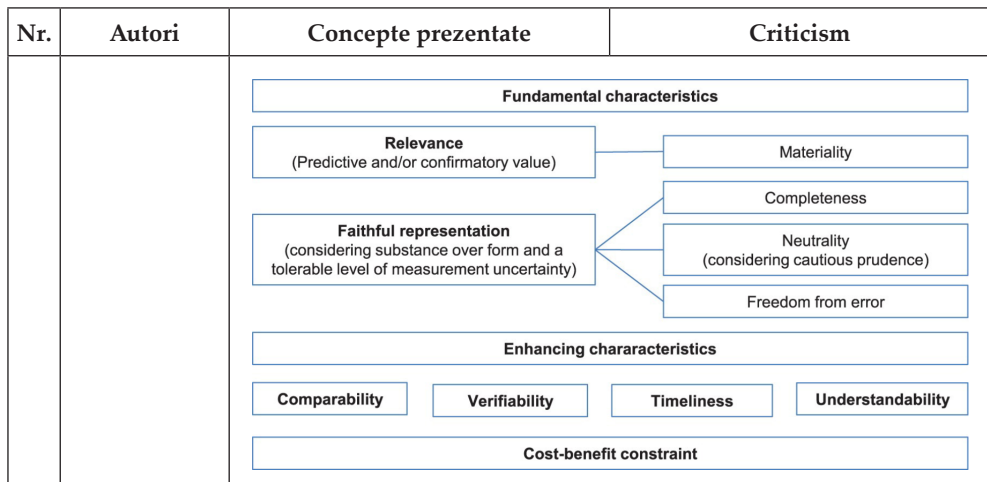 Nr. Autori Concepte prezentate Criticism
Fundamental characteristics
Relevance
(Predictive and/or confirmatory value)
Materiality
Completeness
Faithful representation
(considering substance over form and a
tolerable level of measurement uncertainty)
Neutrality
(considering cautious prudence)
Freedom from error
Enhancing chararacteristics
Comparability Verifiability Timeliness Understandability
Cost-benefit constraint